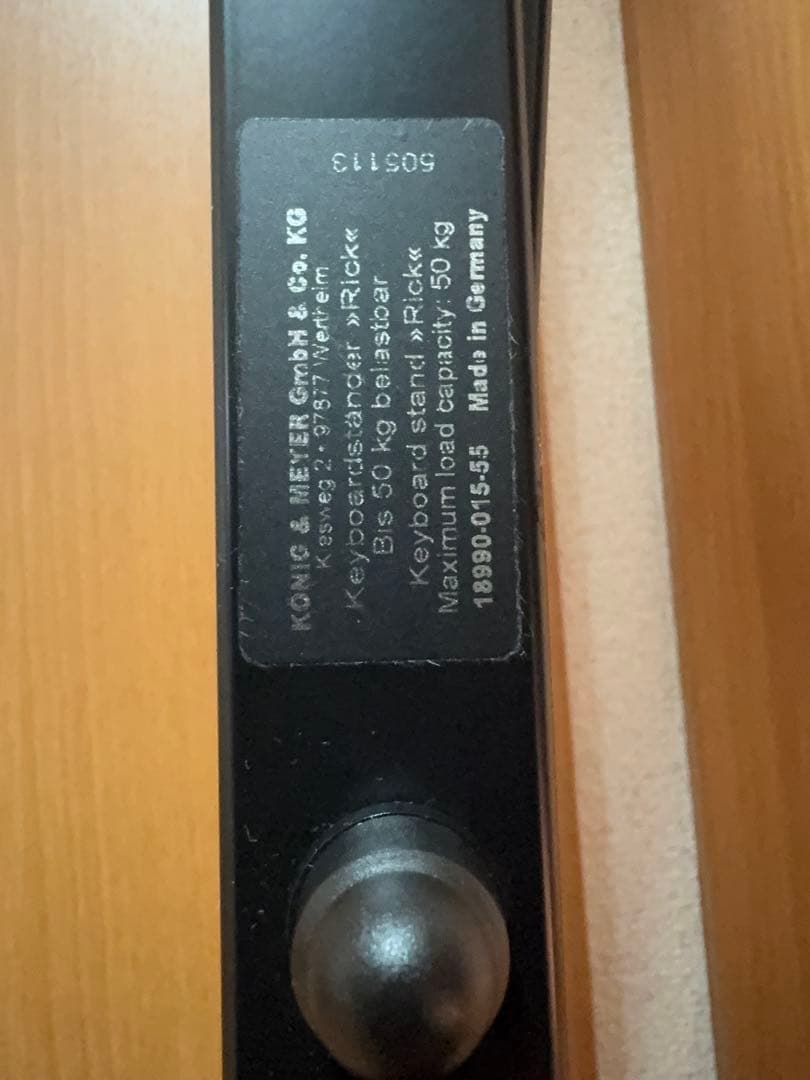 KÖNIG & MEYER GmbH & Co. KG
Kiesweg 2 • 97877 Wertheim
Keyboardständer »Rick«
Bis 50 kg belastbar
Keyboard stand »Rick«
Maximum load capacity: 50 kg
18990-015-55 Made in Germany
505113